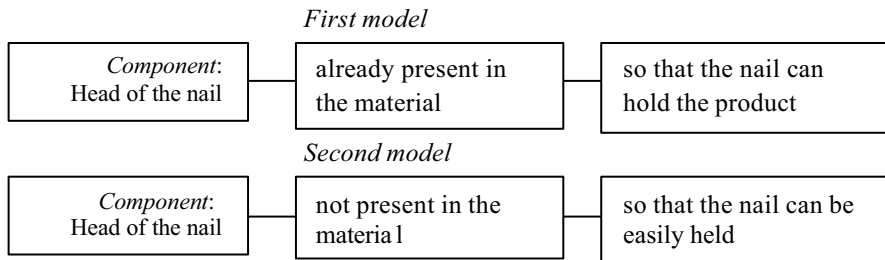 First model
Component:
Head of the nail
already present in
the material
so that the nail can
hold the product
Second model
Component:
Head of the nail
not present in the
material
so that the nail can be
easily held